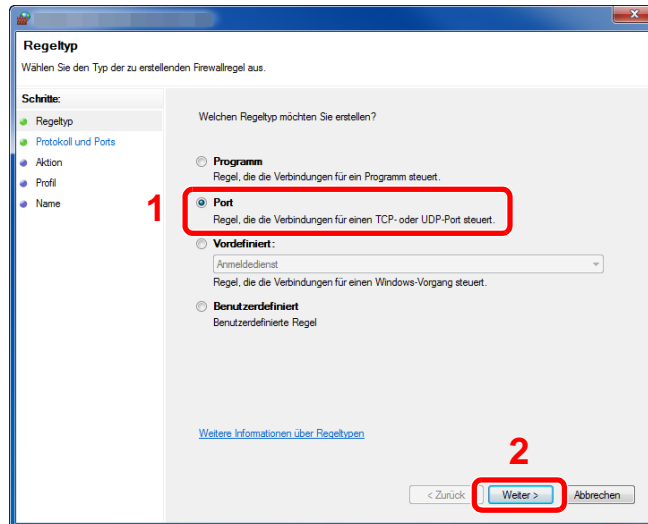 Regeltyp
Wählen Sie den Typ der zu erstellenden Firewallregel aus.
Schritte:
Regeltyp
Protokoll und Ports
Aktion
Profil
Name
Welchen Regeltyp möchten Sie erstellen?
Programm
Regel, die die Verbindungen für ein Programm steuert.
1
Port
Regel, die die Verbindungen für einen TCP- oder UDP-Port steuert.
Vordefiniert:
Anmeldedienst
Regel, die die Verbindungen für einen Windows-Vorgang steuert.
Benutzerdefiniert
Benutzerdefinierte Regel
Weitere Informationen über Regeltypen
2
< Zurück
Weiter >
Abbrechen